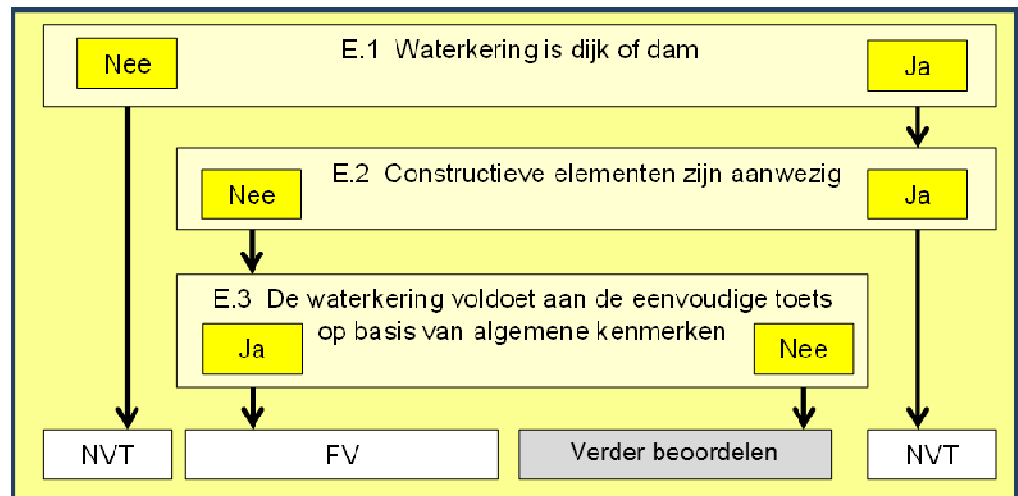 E.1 Waterkering is dijk of dam
Nee
Ja
E.2 Constructieve elementen zijn aanwezig
Nee
Ja
E.3 De waterkering voldoet aan de eenvoudige toets
op basis van algemene kenmerken
Ja
Nee
NVT
FV
Verder beoordelen
NVT